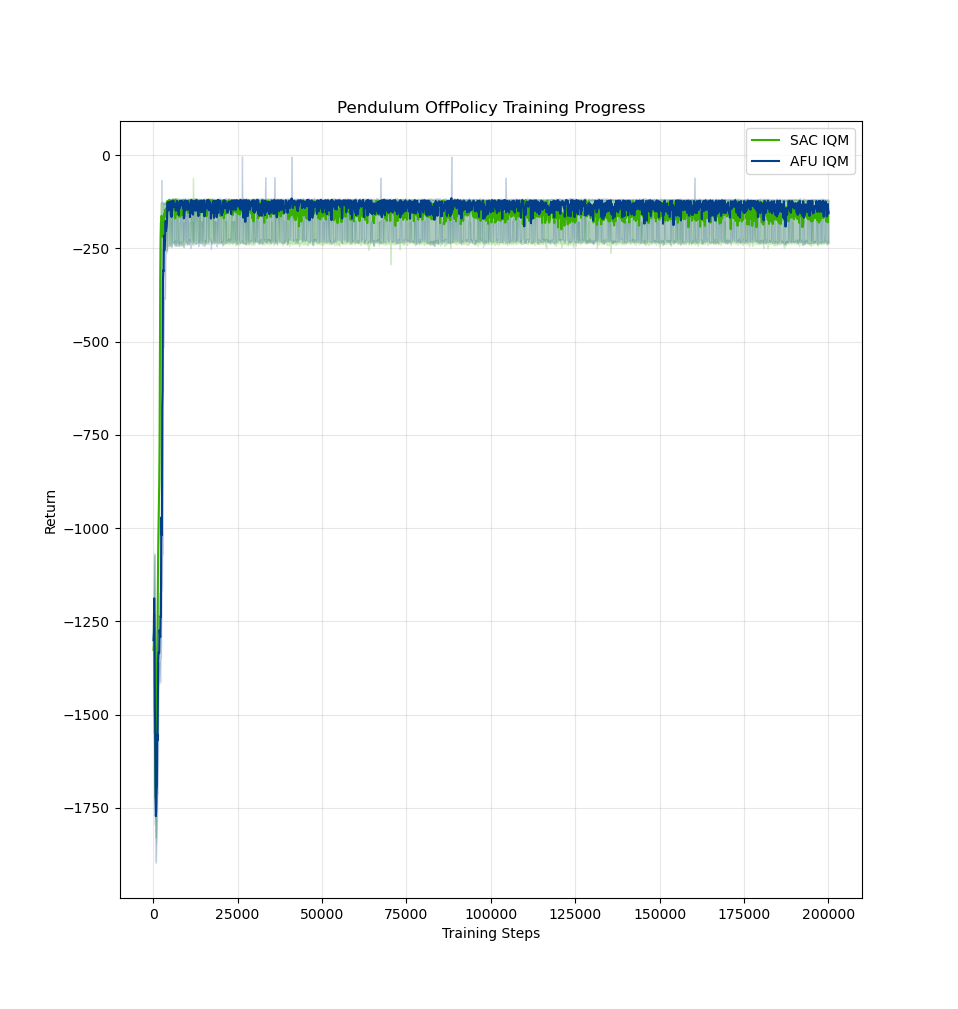 Pendulum OffPolicy Training Progress
SAC IQM
AFU IQM
Return
0
−250
−500
−750
−1000
−1250
−1500
−1750
0 25000 50000 75000 100000 125000 150000 175000 200000
Training Steps